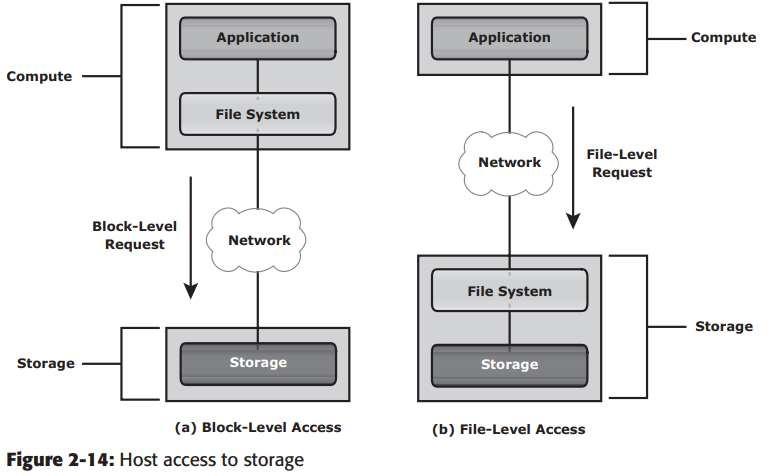 Application
Compute
File System
Block-Level
Request
Network
Storage
Storage
(a) Block-Level Access
Application
Compute
Network
File-Level
Request
File System
Storage
Storage
(b) File-Level Access
Figure 2-14: Host access to storage